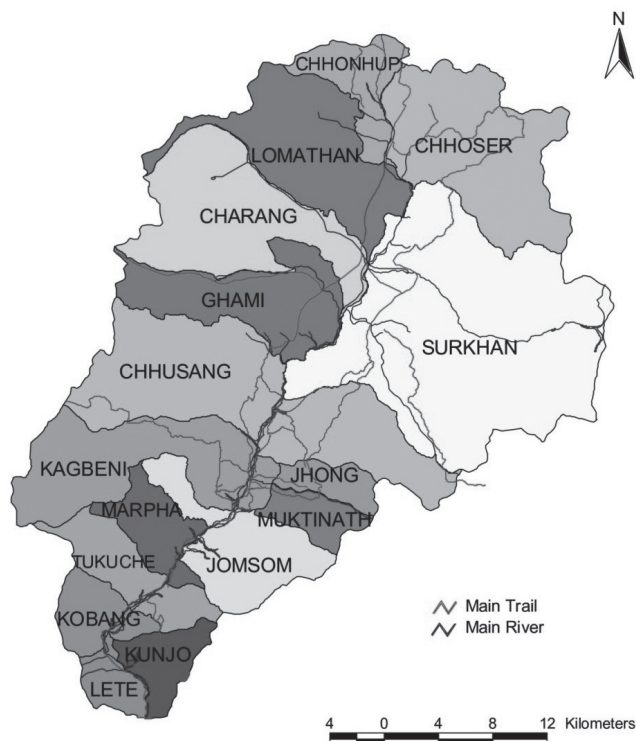 N
CHHONHUP
CHHOSER
LOMATHAN
CHARANG
GHAMI
SURKHAN
CHHUSANG
KAGBENI
JHONG
MARPHA
MUKTINATH
TUKUCHE
JOMSOM
KOBANG
KUNJO
LETE
Main Trail
Main River
4 0 4 8 12 Kilometers